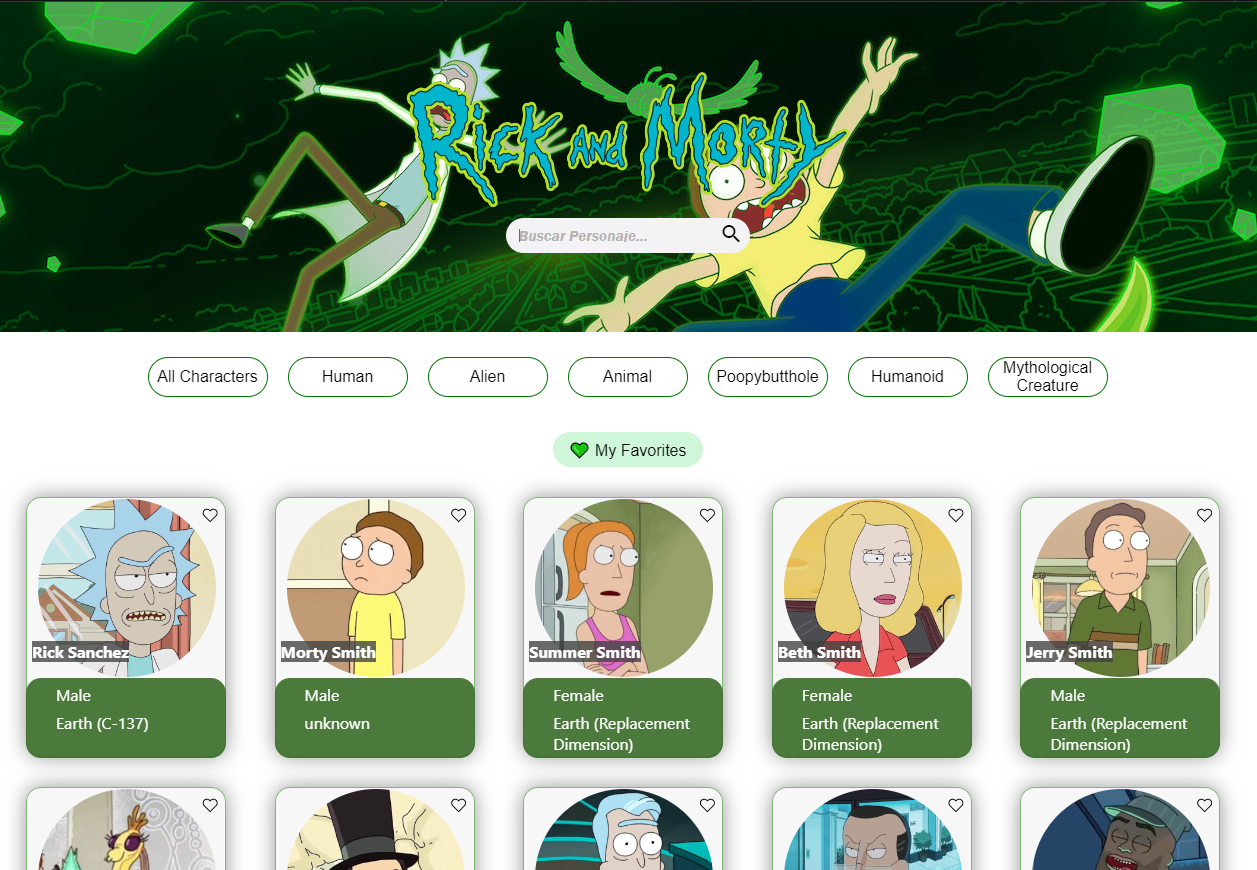 Rick and Morty
Buscar Personaje...
All Characters
Human
Alien
Animal
Poopybutthole
Humanoid
Mythological
Creature
My Favorites
Rick Sanchez
Male
Earth (C-137)
Morty Smith
Male
unknown
Summer Smith
Female
Earth (Replacement
Dimension)
Beth Smith
Female
Earth (Replacement
Dimension)
Jerry Smith
Male
Earth (Replacement
Dimension)